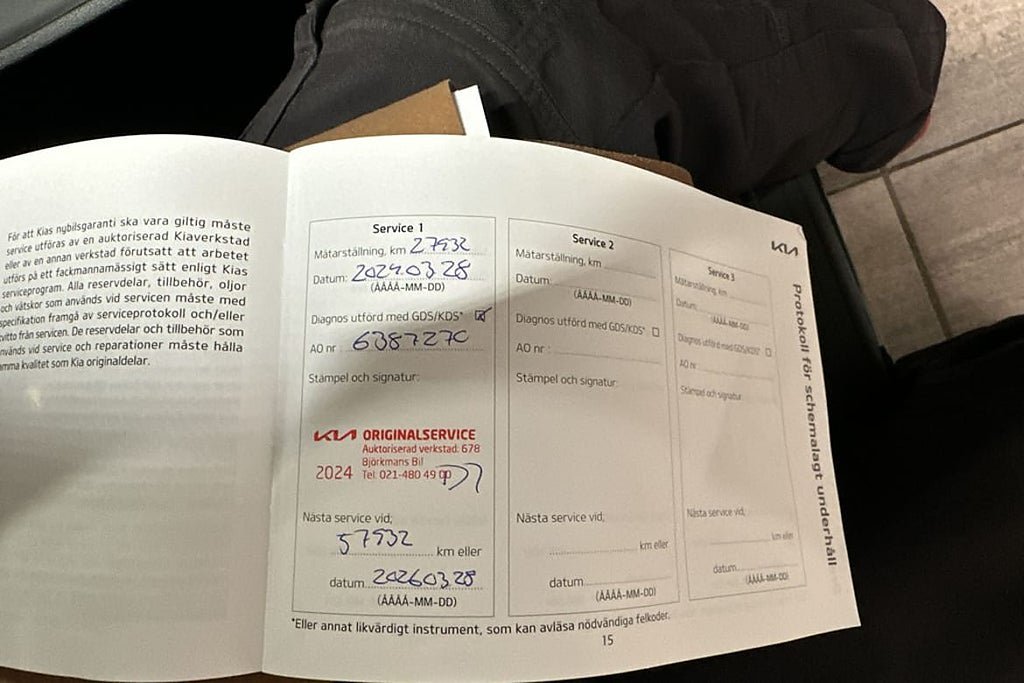 För att Kias nybilsgaranti ska vara giltig måste
service utföras av en auktoriserad Kiaverkstad
eller av en annan verkstad förutsatt att arbetet
utförs på ett fackmannamässigt sätt enligt Kias
serviceprogram. Alla reservdelar, tillbehör, oljor
och vätskor som används vid servicen måste med
specifikation framgå av serviceprotokoll och/eller
kvitto från servicen. De reservdelar och tillbehör som
används vid service och reparationer måste hålla
samma kvalitet som Kia originaldelar.
Service 1
Mätarställning, km 27932
Datum: 2024.03.28
(ÅÅÅÅ-MM-DD)
Diagnos utförd med GDS/KDS*
AO nr : 6387270
Stämpel och signatur:
KIA ORIGINALSERVICE
Auktoriserad verkstad: 678
Björkmans Bil
2024 Tel: 021-480 49 00
Nästa service vid;
57932 km eller
datum 20260328
(ÅÅÅÅ-MM-DD)
Service 2
Mätarställning, km
Datum:
(ÅÅÅÅ-MM-DD)
Diagnos utförd med GDS/KDS*
AO nr :
Stämpel och signatur:
Nästa service vid;
km eller
datum
(ÅÅÅÅ-MM-DD)
Service 3
Mätarställning, km
Datum:
(ÅÅÅÅ-MM-DD)
Diagnos utförd med GDS/KDS*
AO nr
Stämpel och signatur
Nästa service vid;
km eller
datum
(ÅÅÅÅ-MM-DD)
KIA
Protokoll för schemalagt underhåll
*Eller annat likvärdigt instrument, som kan avläsa nödvändiga felkoder.
15